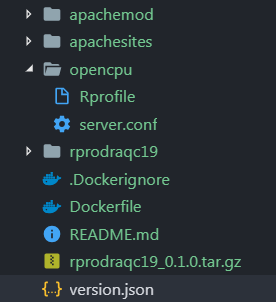 apachemod
apachesites
opencpu
Rprofile
server.conf
rprodraqc19
.Dockerignore
Dockerfile
README.md
rprodraqc19_0.1.0.tar.gz
version.json